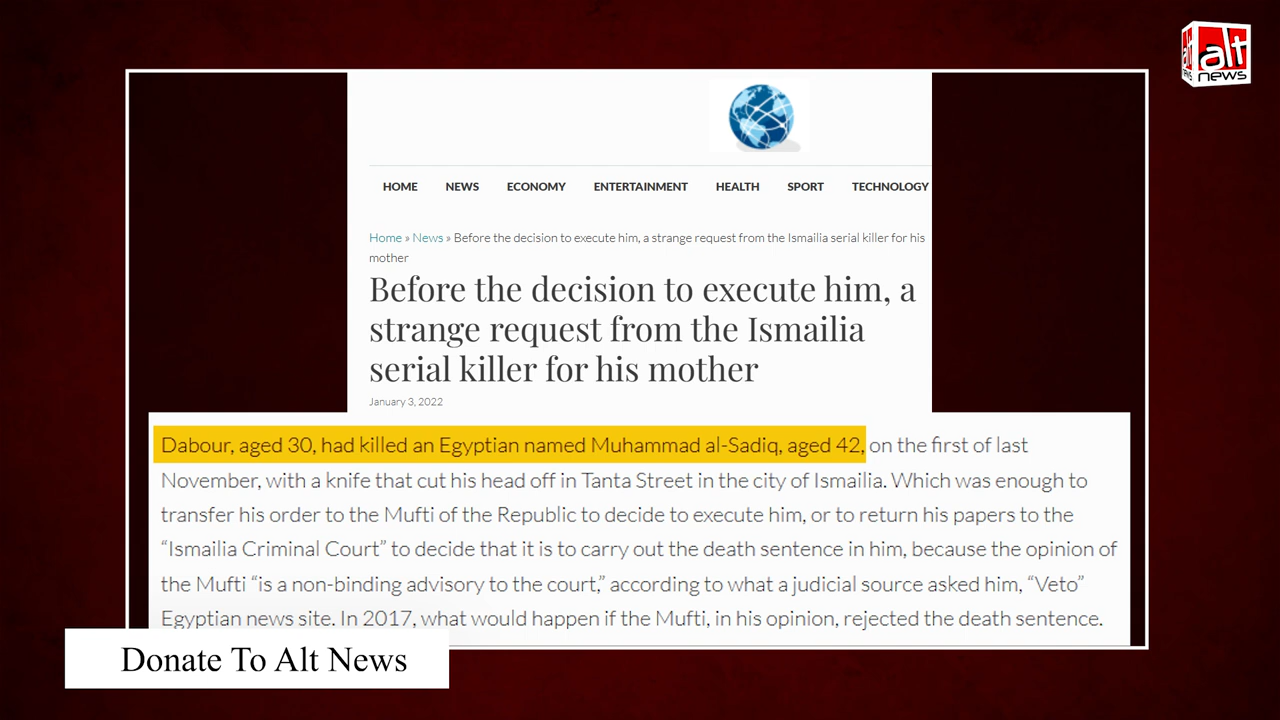 alt
news
HOME NEWS ECONOMY ENTERTAINMENT HEALTH SPORT TECHNOLOGY
Home » News » Before the decision to execute him, a strange request from the Ismailia serial killer for his
mother
Before the decision to execute him, a
strange request from the Ismailia
serial killer for his mother
January 3, 2022
Dabour, aged 30, had killed an Egyptian named Muhammad al-Sadiq, aged 42, on the first of last
November, with a knife that cut his head off in Tanta Street in the city of Ismailia. Which was enough to
transfer his order to the Mufti of the Republic to decide to execute him, or to return his papers to the
“Ismailia Criminal Court” to decide that it is to carry out the death sentence in him, because the opinion of
the Mufti “is a non-binding advisory to the court,” according to what a judicial source asked him, “Veto”
Egyptian news site. In 2017, what would happen if the Mufti, in his opinion, rejected the death sentence.
Donate To Alt News